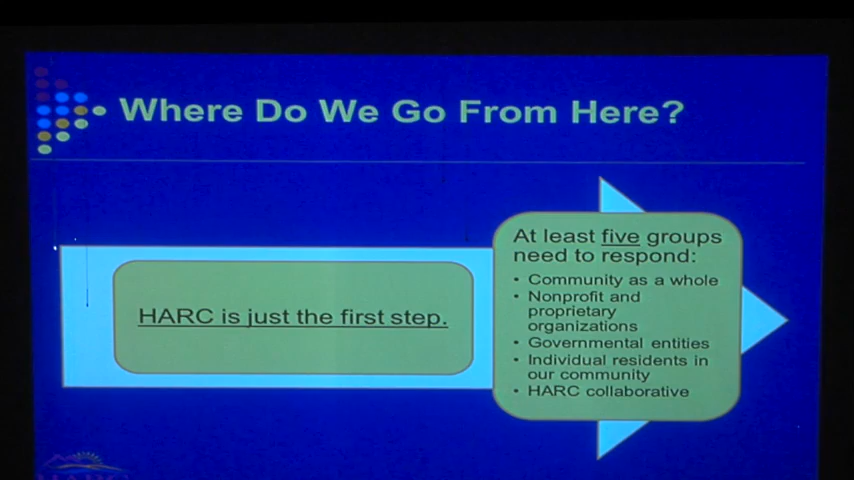 Where Do We Go From Here?
HARC is just the first step.
At least five groups
need to respond:
• Community as a whole
• Nonprofit and
proprietary
organizations
• Governmental entities
• Individual residents in
our community
• HARC collaborative
HARC